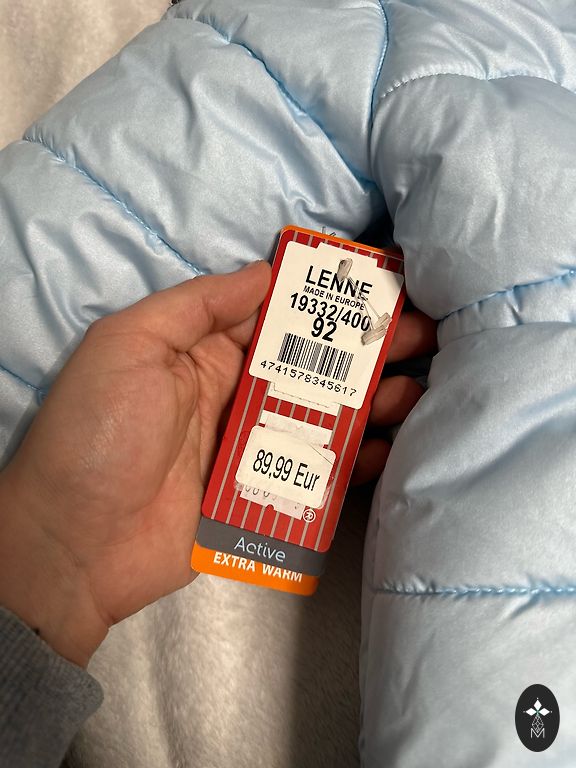 LENNE
MADE IN EUROPE
19332/400
92
4741578345617
89,99 Eur
®
Active
EXTRA WARM
M